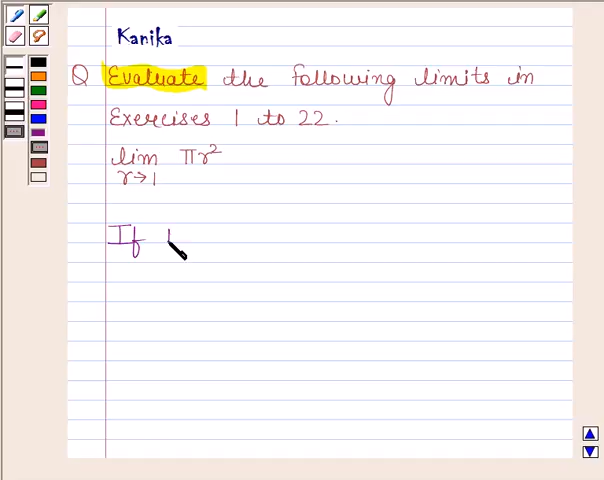 Kanika
Q Evaluate the following limits in
Exercises 1 to 22.
lim πr²
r→1
If